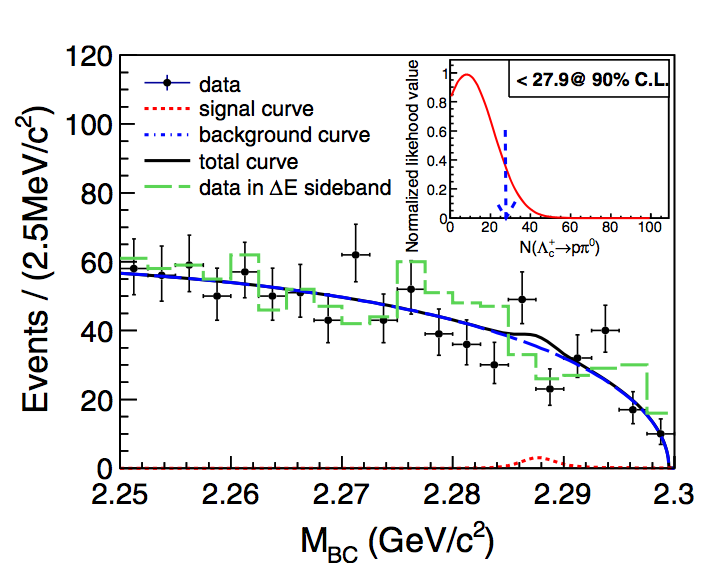 120
100
80
60
40
20
0
Events / (2.5MeV/c²)
data
signal curve
background curve
total curve
data in ΔE sideband
Normalized likelihood value
1
0.8
0.6
0.4
0.2
0
< 27.9@ 90% C.L.
0 20 40 60 80 100
N(Λc⁺→pπ⁰)
2.25 2.26 2.27 2.28 2.29 2.3
M_BC (GeV/c²)